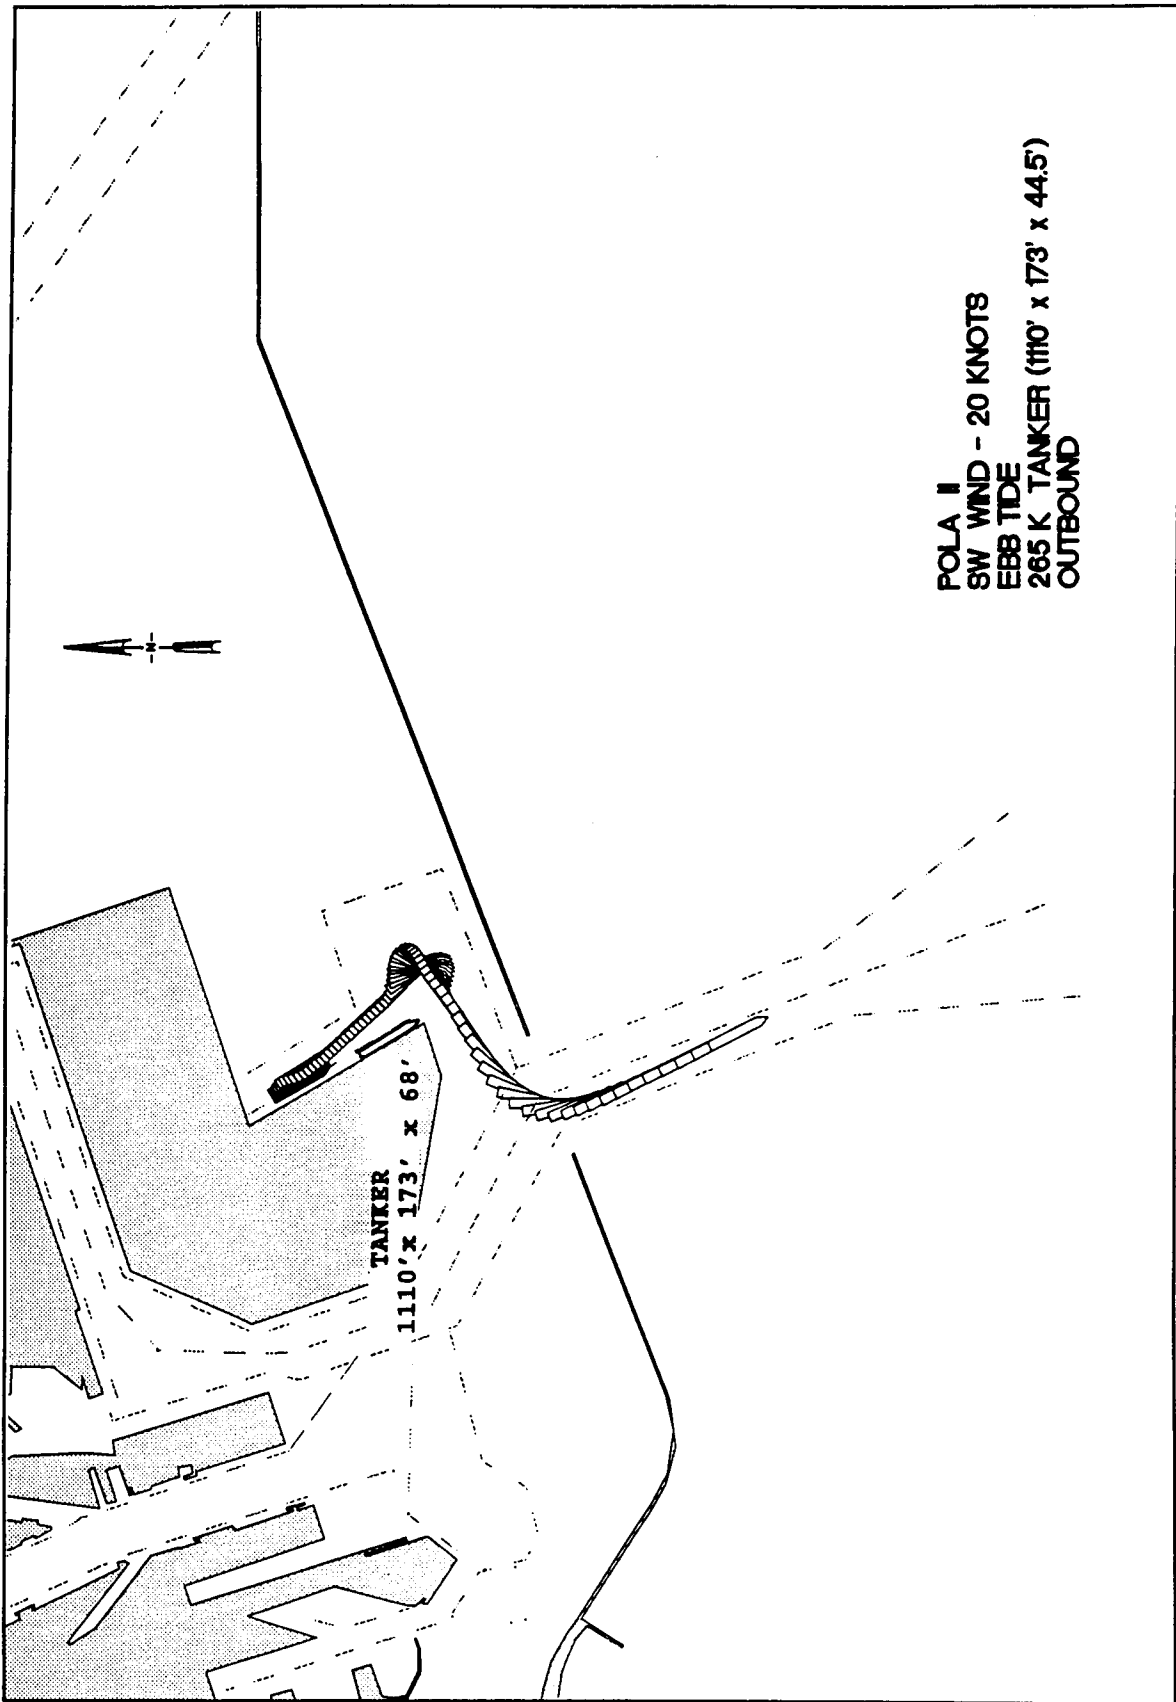 -N-
TANKER
1110' x 173' x 68'
POLA II
SW WIND - 20 KNOTS
EBB TIDE
265 K TANKER (1110' x 173' x 44.5')
OUTBOUND